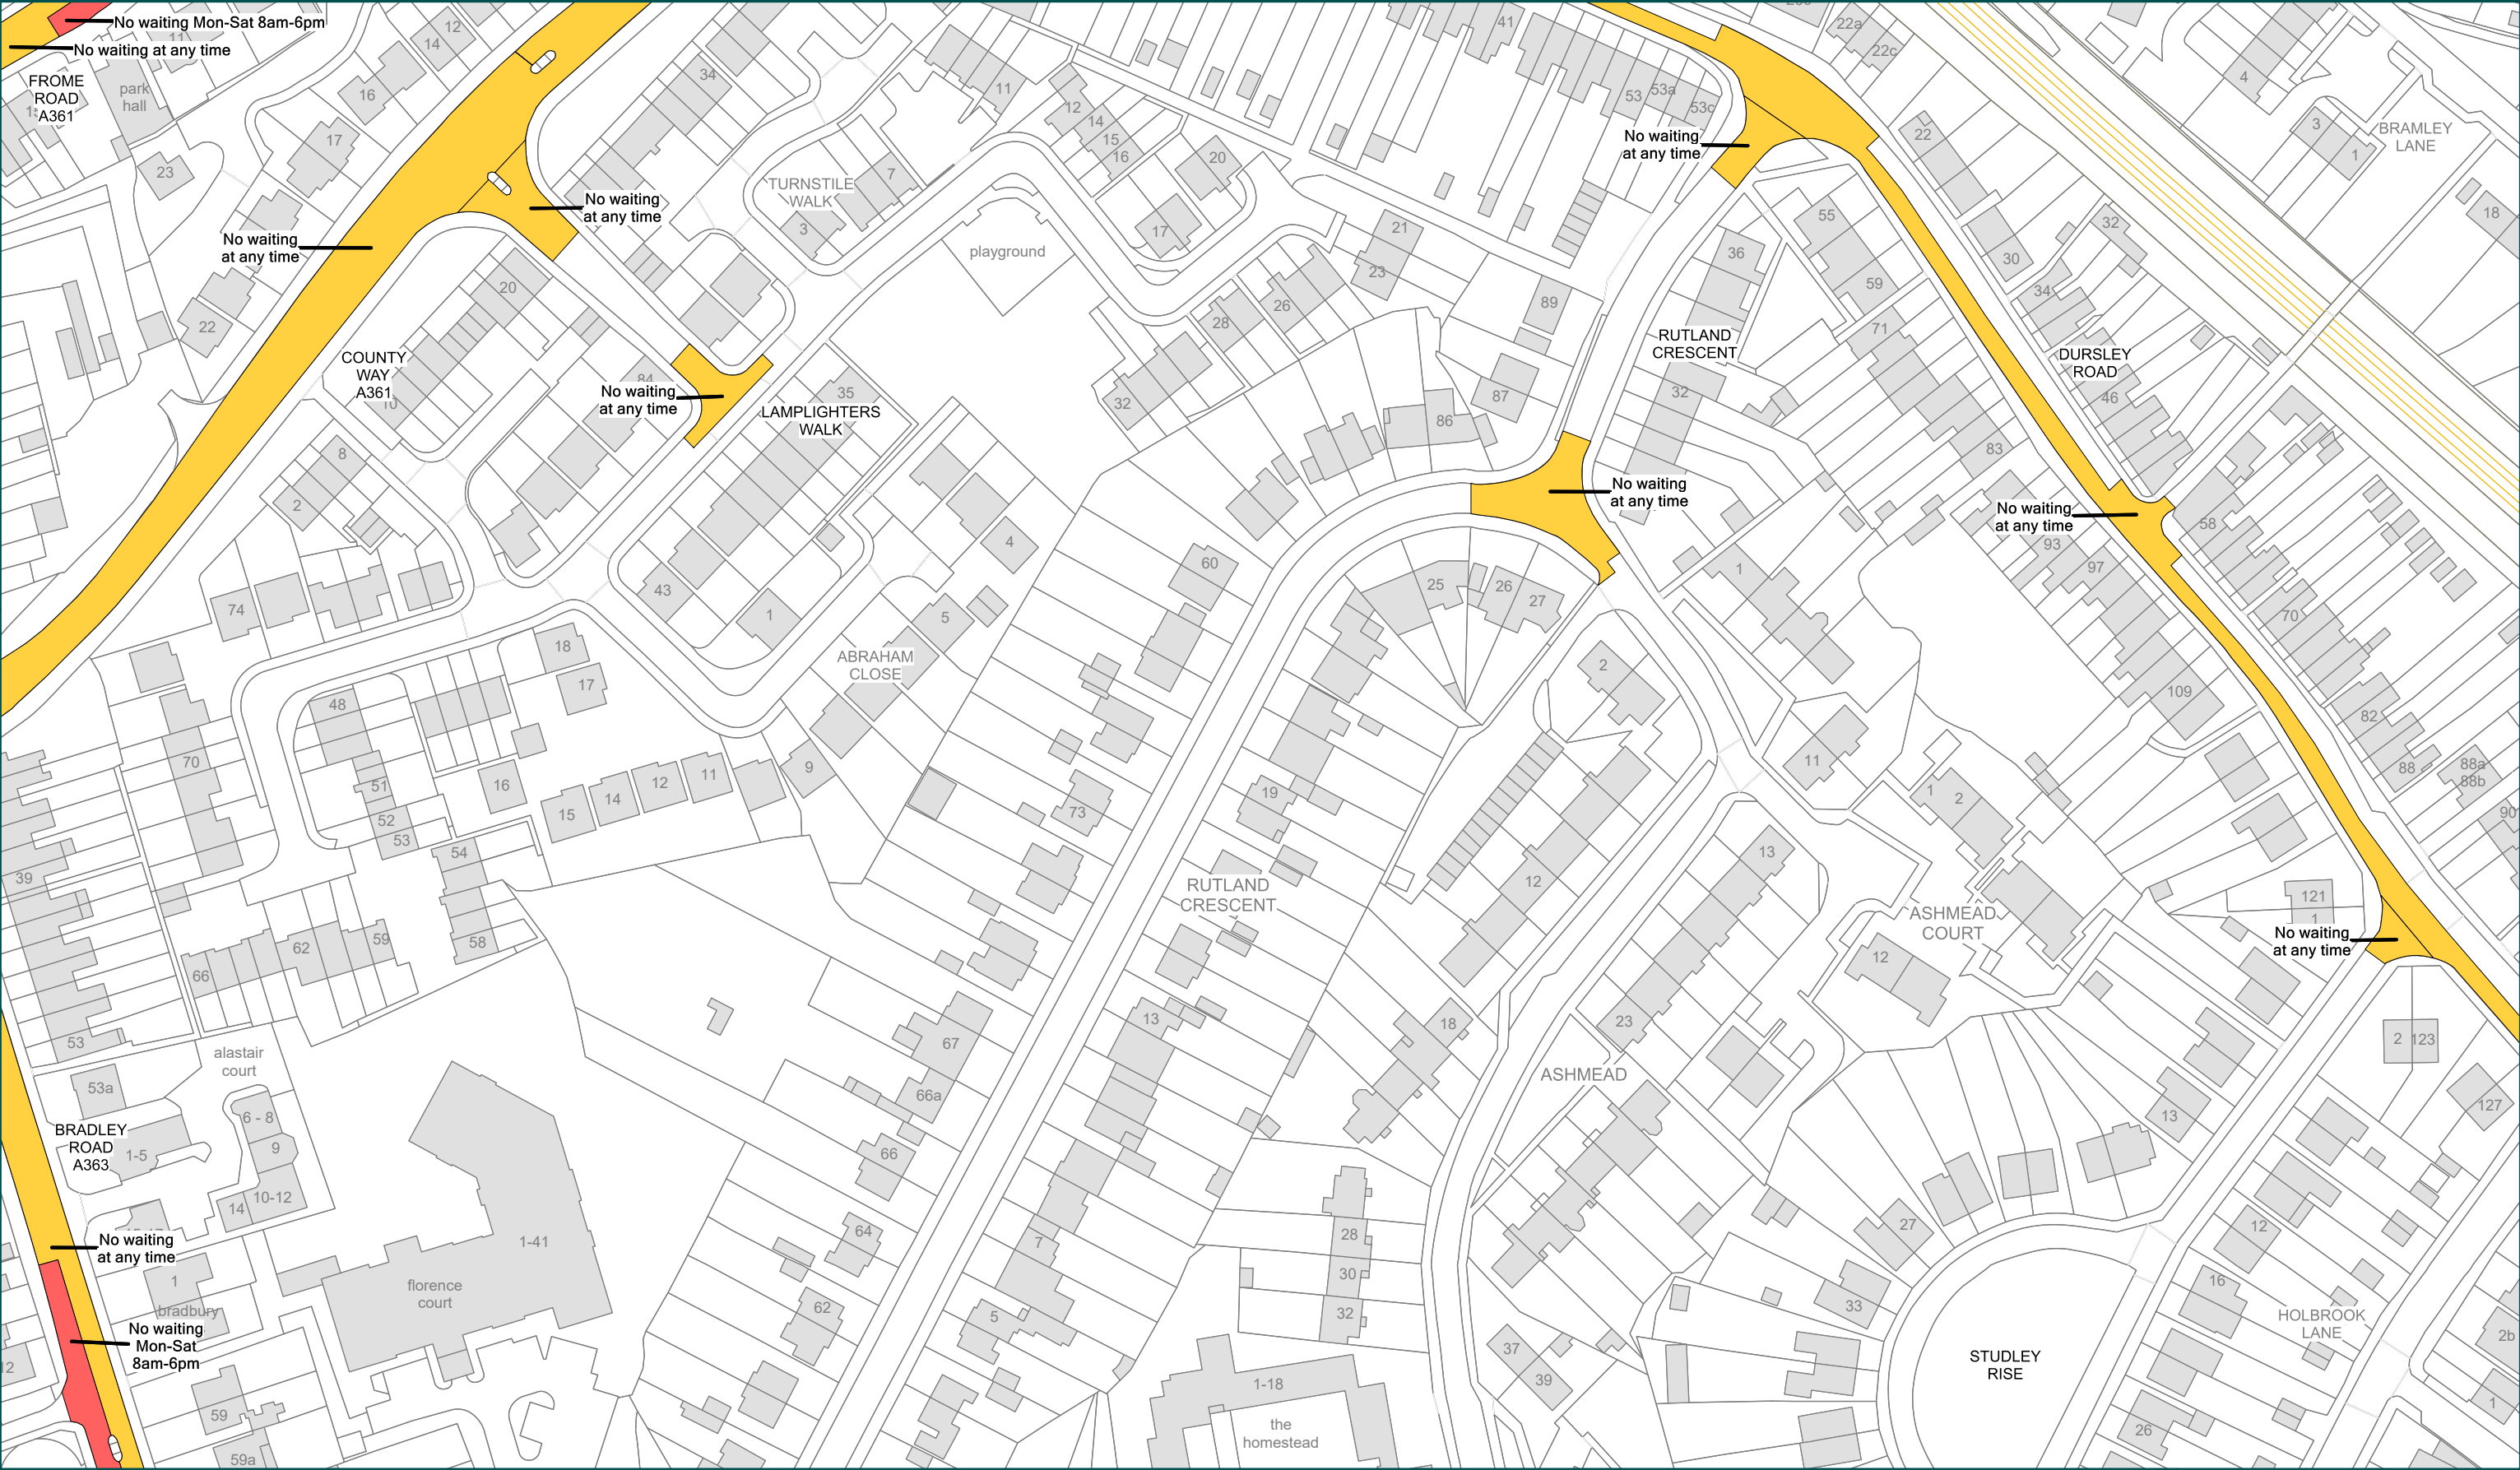 No waiting Mon-Sat 8am-6pm
No waiting at any time
FROME
ROAD
A361
park
hall
11
12
14
16
17
23
22
No waiting
at any time
34
No waiting
at any time
TURNSTILE
WALK
3
7
11
12
14
15
16
20
17
playground
41
53
53a
53c
No waiting
at any time
22a
22c
22
30
4
3
1
BRAMLEY
LANE
18
32
34
DURSLEY
ROAD
46
55
59
71
83
36
RUTLAND
CRESCENT
32
21
23
26
28
32
89
87
86
COUNTY
WAY
A361
20
10
8
2
84
No waiting
at any time
35
LAMPLIGHTERS
WALK
43
1
4
5
ABRAHAM
CLOSE
No waiting
at any time
No waiting
at any time
58
70
82
88
88a
88b
90
93
97
109
1
11
1
2
60
25
26
27
2
74
18
17
48
51
52
53
54
58
16
15
14
12
11
9
70
39
66
62
59
53
53a
73
19
RUTLAND
CRESCENT
13
67
66a
66
64
62
7
5
12
13
23
18
ASHMEAD
ASHMEAD
COURT
12
121
1
No waiting
at any time
2
123
127
13
27
33
28
30
32
37
39
1-18
the
homestead
STUDLEY
RISE
12
16
26
HOLBROOK
LANE
2b
1
alastair
court
6 - 8
9
10-12
14
BRADLEY
ROAD
A363
1-5
No waiting
at any time
1
bradbury
No waiting
Mon-Sat
8am-6pm
12
59
59a
1-41
florence
court